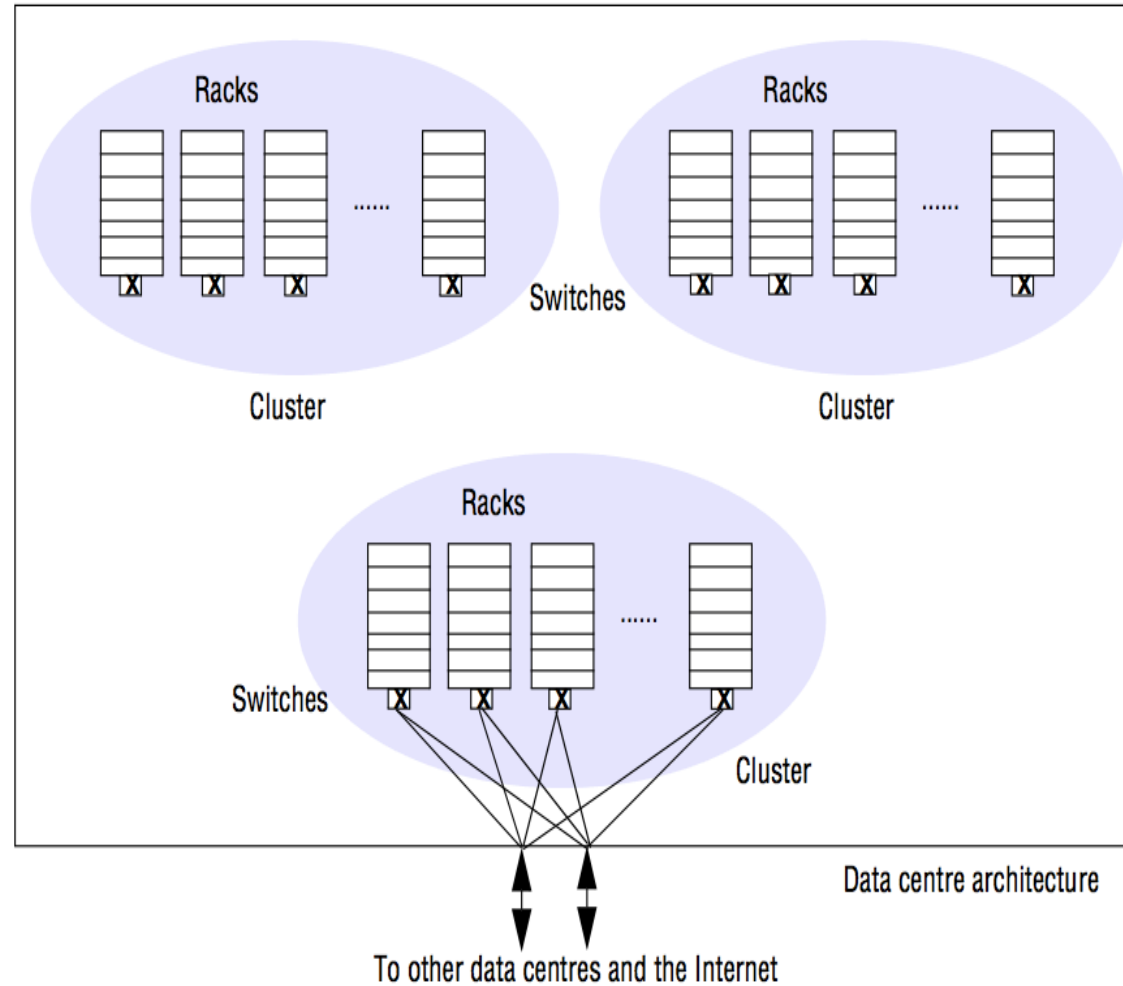 Racks
Racks
......
......
X X X X
X X X X
Switches
Cluster
Cluster
Racks
......
X X X X
Switches
Cluster
Data centre architecture
To other data centres and the Internet